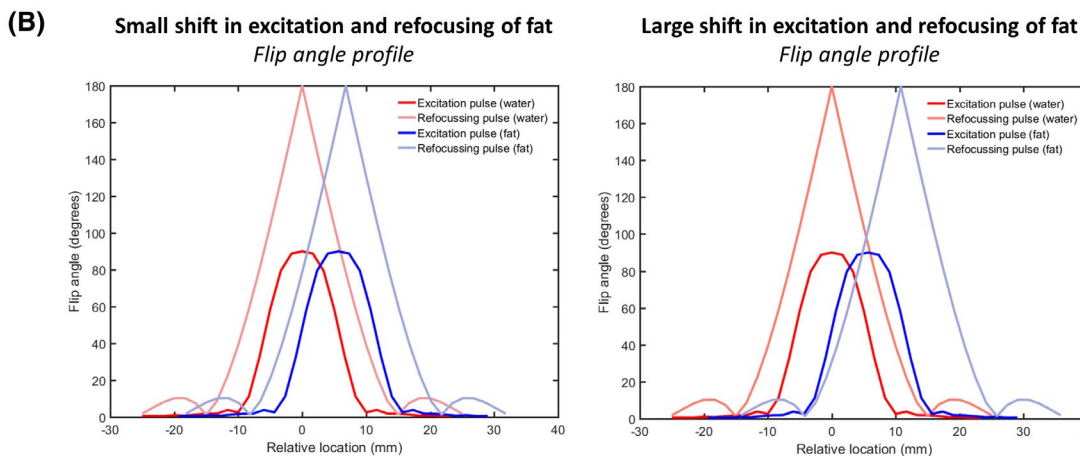 (B)
Small shift in excitation and refocusing of fat
Flip angle profile
180
160
140
120
100
80
60
40
20
0
Flip angle (degrees)
Excitation pulse (water)
Refocussing pulse (water)
Excitation pulse (fat)
Refocussing pulse (fat)
-30 -20 -10 0 10 20 30 40
Relative location (mm)
Large shift in excitation and refocusing of fat
Flip angle profile
180
160
140
120
100
80
60
40
20
0
Flip angle (degrees)
Excitation pulse (water)
Refocussing pulse (water)
Excitation pulse (fat)
Refocussing pulse (fat)
-30 -20 -10 0 10 20 30
Relative location (mm)